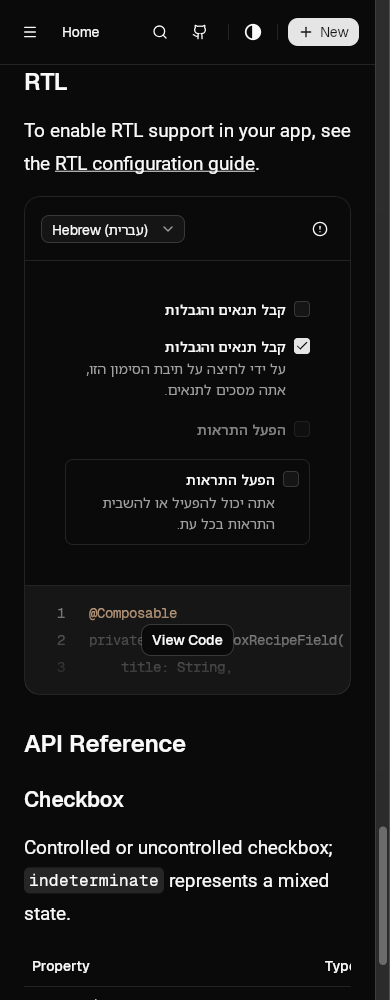 Home
New
RTL
To enable RTL support in your app, see
the RTL configuration guide.
Hebrew (עברית)
קבל תנאים והגבלות
קבל תנאים והגבלות
על ידי לחיצה על תיבת הסימון הזו,
אתה מסכים לתנאים.
הפעל התראות
הפעל התראות
אתה יכול להפעיל או להשבית
התראות בכל עת.
1 @Composable
2 private oxRecipeField(
View Code
3 title: String,
API Reference
Checkbox
Controlled or uncontrolled checkbox;
indeterminate represents a mixed
state.
Property Type